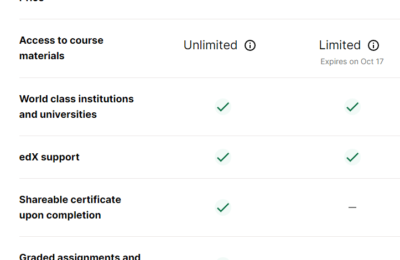 Price
Access to course
materials
Unlimited
Limited
Expires on Oct 17
World class institutions
and universities
edX support
Shareable certificate
upon completion
Graded assignments and